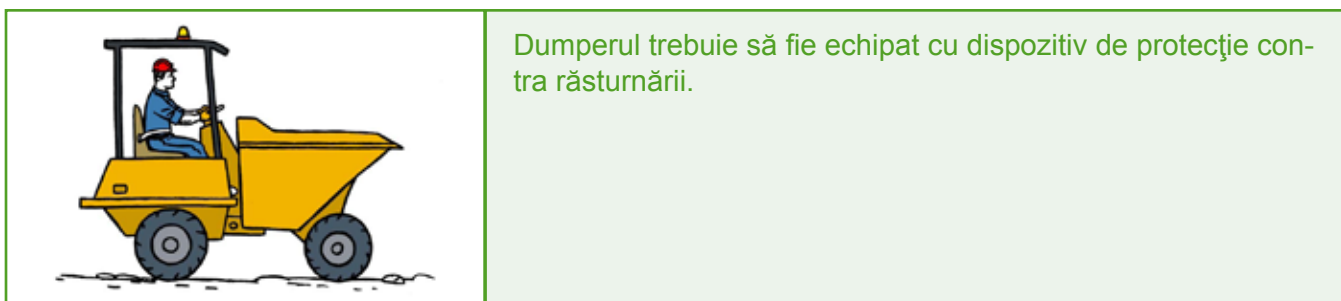 Dumperul trebuie să fie echipat cu dispozitiv de protecţie con-
tra răsturnării.